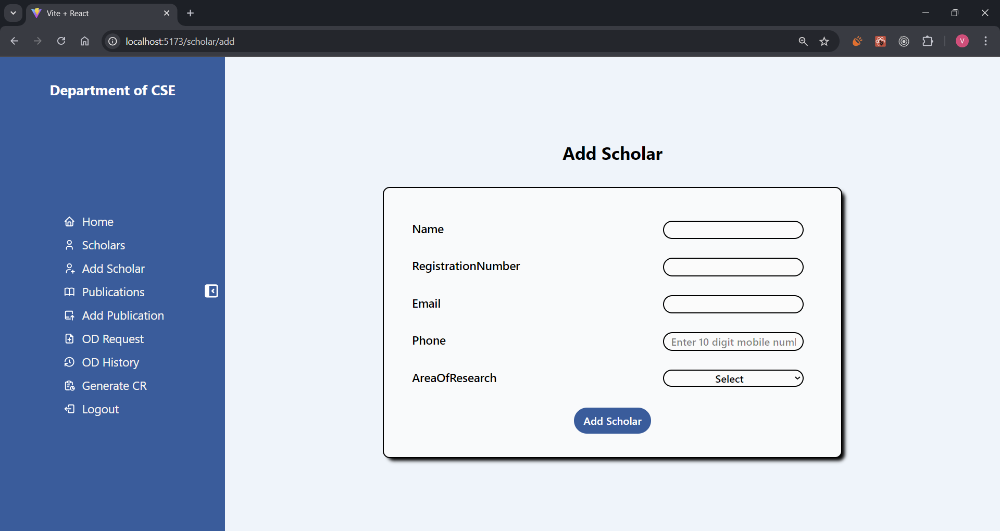 Vite + React
localhost:5173/scholar/add
V
Department of CSE
Home
Scholars
Add Scholar
Publications
Add Publication
OD Request
OD History
Generate CR
Logout
Add Scholar
Name
RegistrationNumber
Email
Phone
Enter 10 digit mobile num
AreaOfResearch
Select
Add Scholar